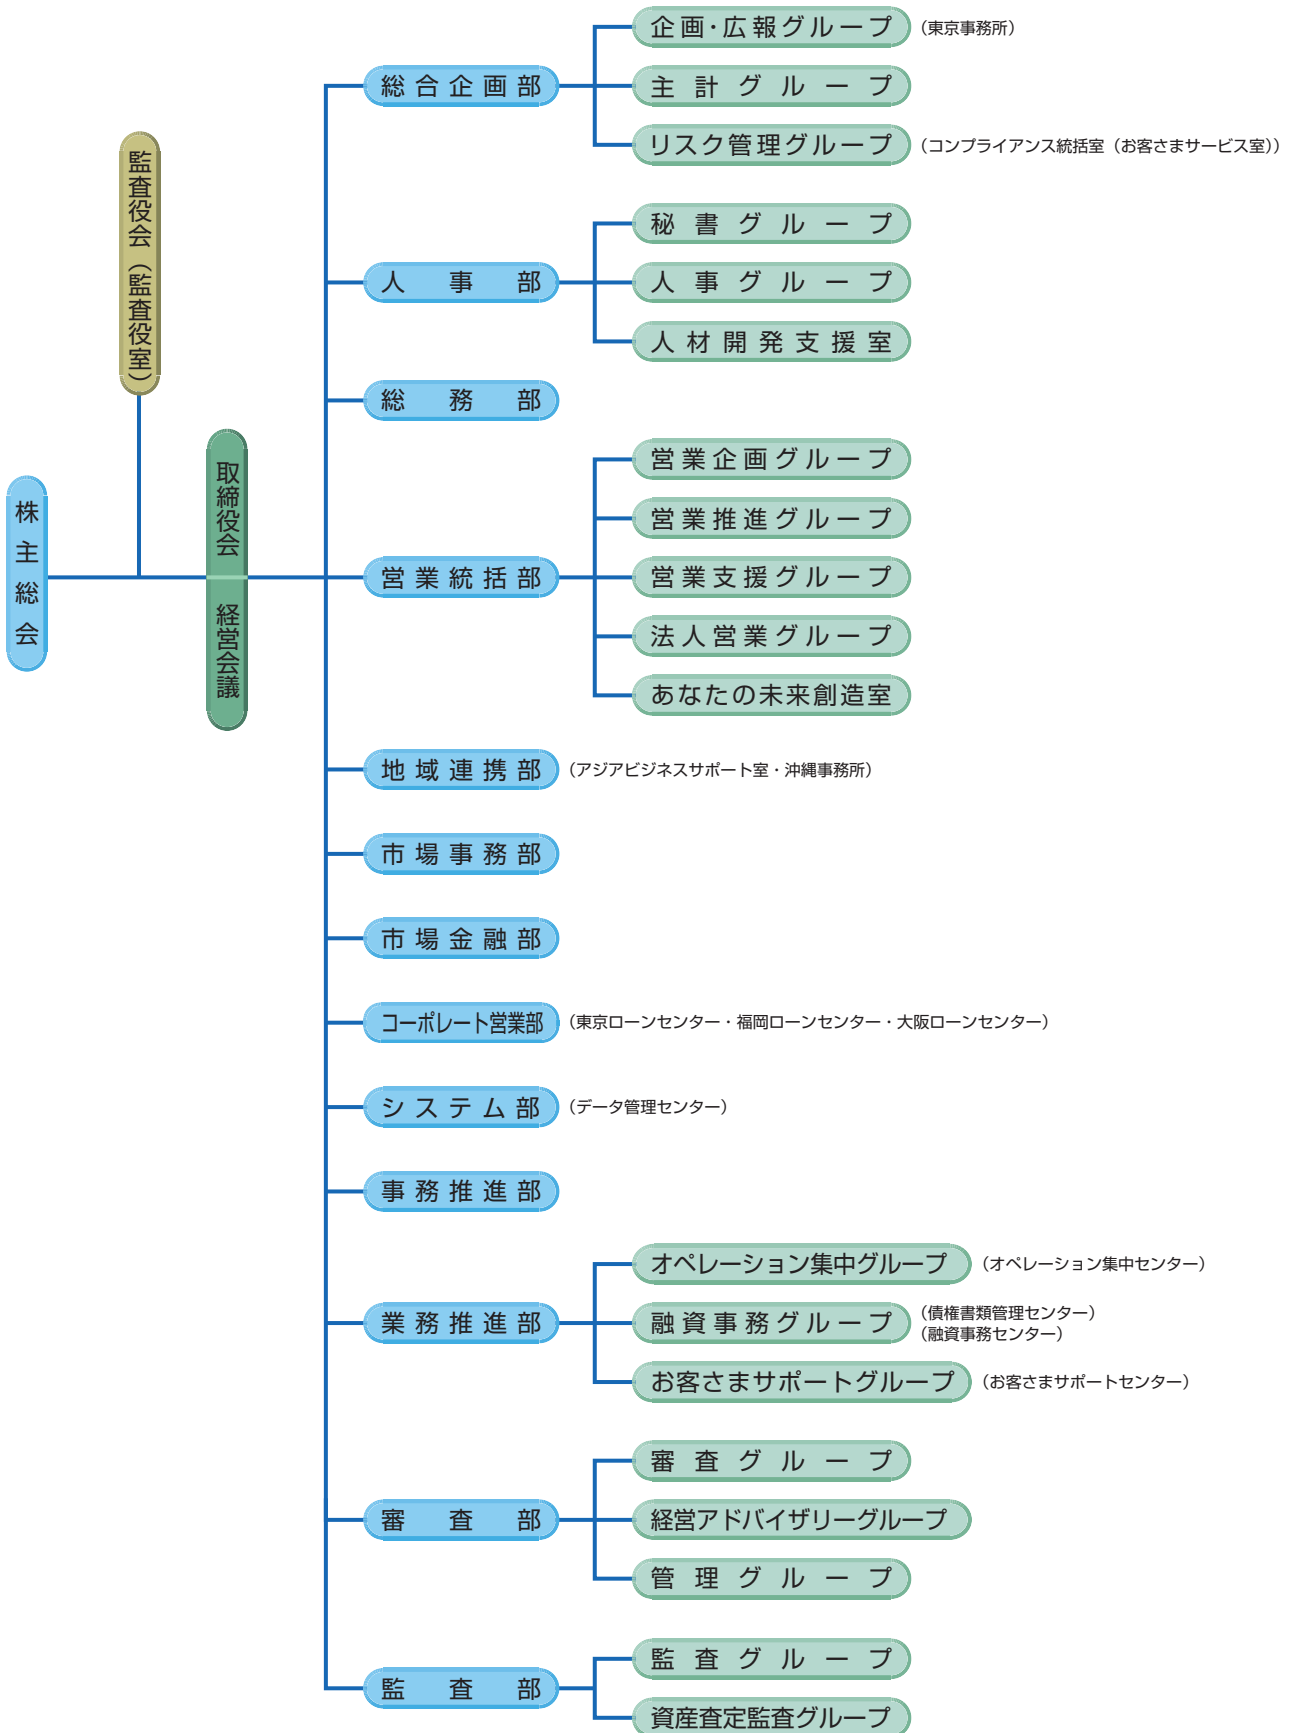 株主総会
監査役会（監査役室）
取締役会
経営会議
総合企画部
企画・広報グループ （東京事務所）
主計グループ
リスク管理グループ （コンプライアンス統括室（お客さまサービス室））
人事部
秘書グループ
人事グループ
人材開発支援室
総務部
営業統括部
営業企画グループ
営業推進グループ
営業支援グループ
法人営業グループ
あなたの未来創造室
地域連携部 （アジアビジネスサポート室・沖縄事務所）
市場事務部
市場金融部
コーポレート営業部 （東京ローンセンター・福岡ローンセンター・大阪ローンセンター）
システム部 （データ管理センター）
事務推進部
業務推進部
オペレーション集中グループ （オペレーション集中センター）
融資事務グループ （債権書類管理センター）
（融資事務センター）
お客さまサポートグループ （お客さまサポートセンター）
審査部
審査グループ
経営アドバイザリーグループ
管理グループ
監査部
監査グループ
資産査定監査グループ